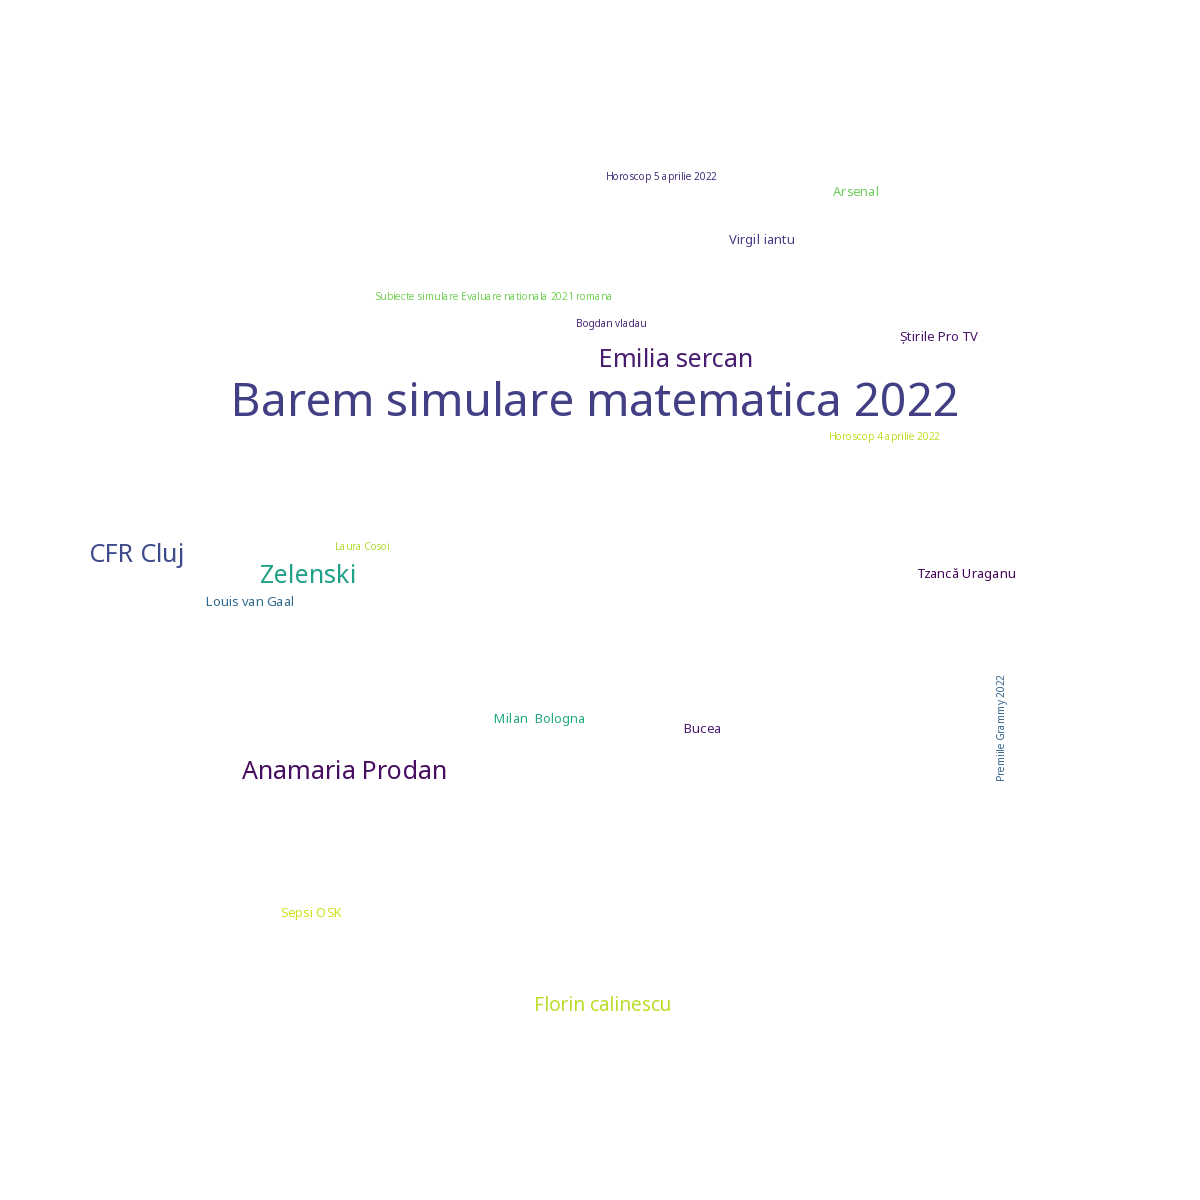 Horoscop 5 aprilie 2022
Arsenal
Virgil iantu
Subiecte simulare Evaluare nationala 2021 romana
Bogdan vladau
Știrile Pro TV
Emilia sercan
Barem simulare matematica 2022
Horoscop 4 aprilie 2022
CFR Cluj
Laura Cosoi
Zelenski
Tzancă Uraganu
Louis van Gaal
Premiile Grammy 2022
Milan  Bologna
Bucea
Anamaria Prodan
Sepsi OSK
Florin calinescu